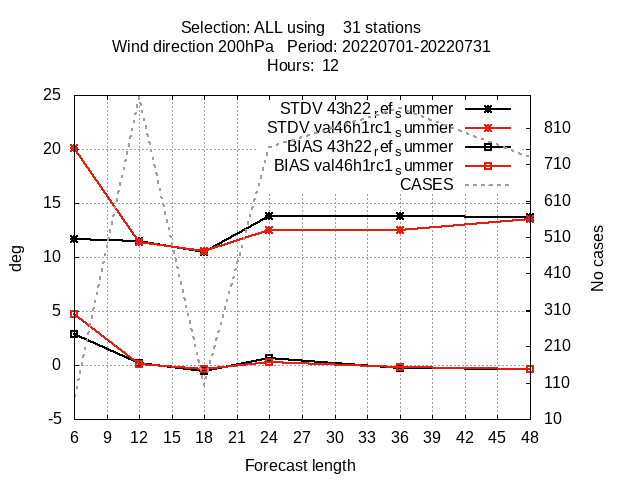 Selection: ALL using    31 stations
Wind direction 200hPa   Period: 20220701-20220731
Hours:  12
STDV 43h22_ref_summer
STDV val46h1rc1_summer
BIAS 43h22_ref_summer
BIAS val46h1rc1_summer
CASES
25
20
15
10
5
0
-5
deg
810
710
610
510
410
310
210
110
10
No cases
6 9 12 15 18 21 24 27 30 33 36 39 42 45 48
Forecast length